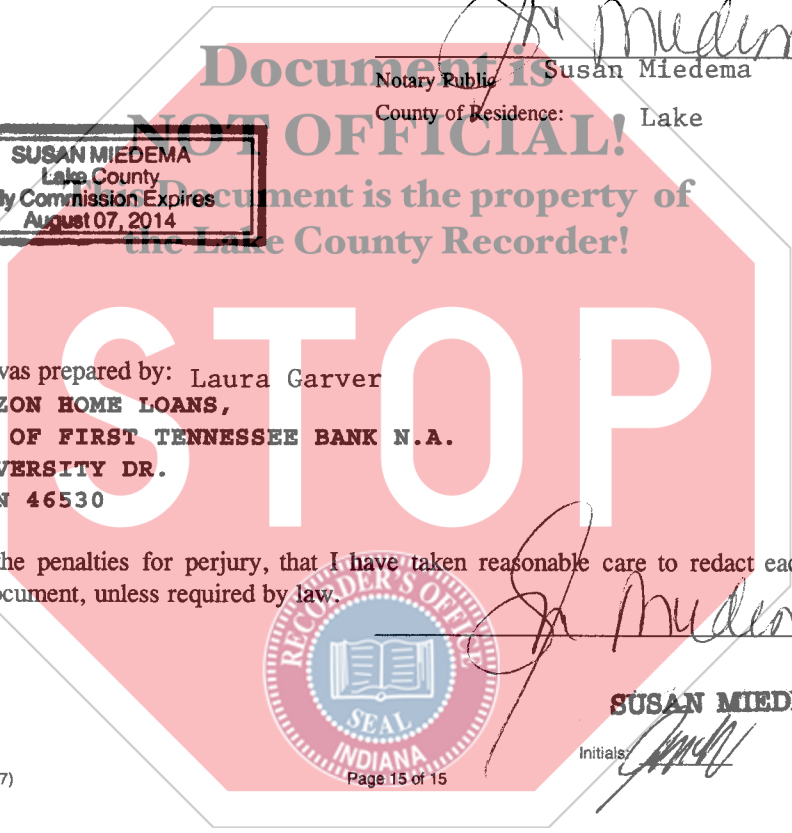 Document is
Notary Public Susan Miedema
County of Residence: Lake
NOT OFFICIAL!
SUSAN MIEDEMA
Lake County
My Commission Expires
August 07, 2014
This Document is the property of
the Lake County Recorder!
STOP
was prepared by: Laura Garver
ZON HOME LOANS,
OF FIRST TENNESSEE BANK N.A.
VERSITY DR.
N 46530
the penalties for perjury, that I have taken reasonable care to redact eac
ocument, unless required by law.
RECORDER'S OFFICE
SEAL
INDIANA
SUSAN MIED
Initials:
7)
Page 15 of 15